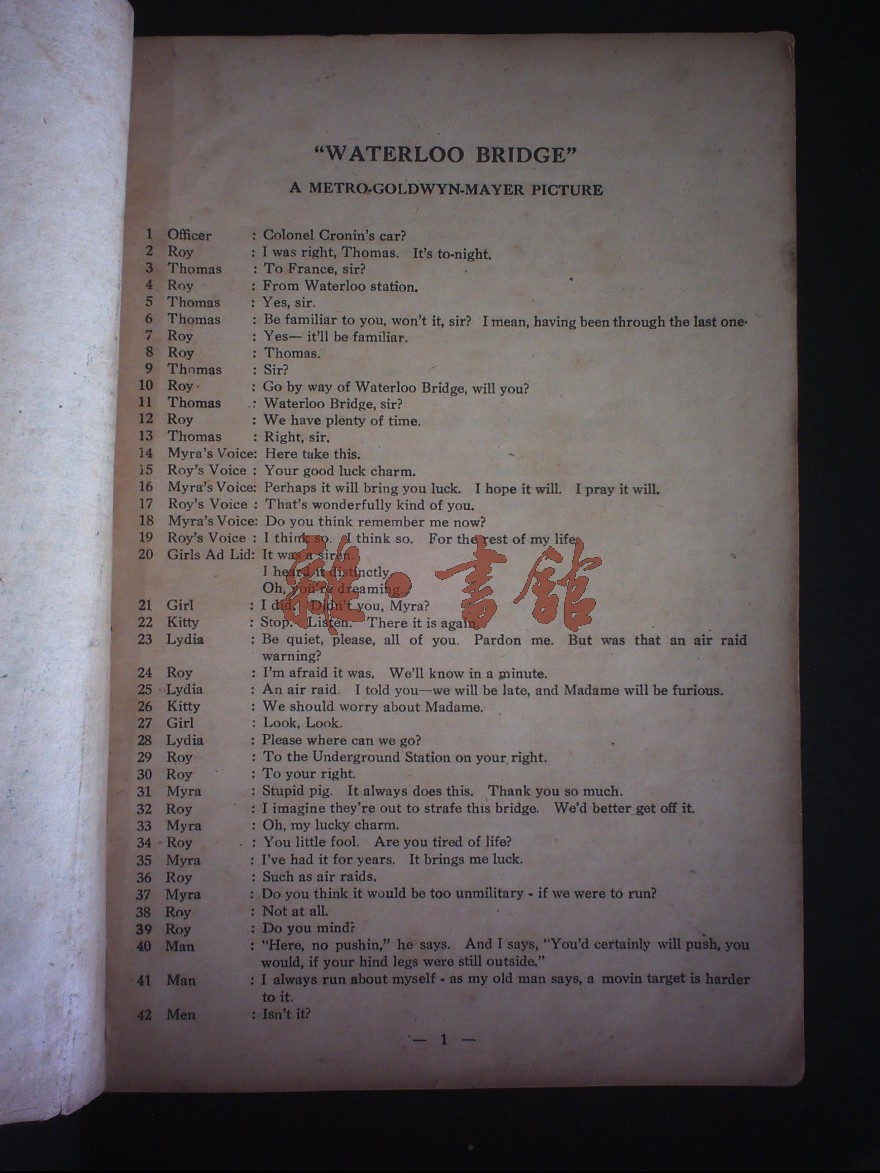 “WATERLOO BRIDGE”
A METRO-GOLDWYN-MAYER PICTURE
1 Officer : Colonel Cronin’s car?
2 Roy : I was right, Thomas. It’s to-night.
3 Thomas : To France, sir?
4 Roy : From Waterloo station.
5 Thomas : Yes, sir.
6 Thomas : Be familiar to you, won’t it, sir? I mean, having been through the last one.
7 Roy : Yes— it’ll be familiar.
8 Roy : Thomas.
9 Thomas : Sir?
10 Roy : Go by way of Waterloo Bridge, will you?
11 Thomas : Waterloo Bridge, sir?
12 Roy : We have plenty of time.
13 Thomas : Right, sir.
14 Myra’s Voice: Here take this.
15 Roy’s Voice : Your good luck charm.
16 Myra’s Voice: Perhaps it will bring you luck. I hope it will. I pray it will.
17 Roy’s Voice : That’s wonderfully kind of you.
18 Myra’s Voice: Do you think remember me now?
19 Roy’s Voice : I think so. I think so. For the rest of my life.
20 Girls Ad Lid: It was a siren.
I heard it distinctly.
Oh, you’re dreaming.
雜·書館
21 Girl : I did. Didn’t you, Myra?
22 Kitty : Stop. Listen. There it is again.
23 Lydia : Be quiet, please, all of you. Pardon me. But was that an air raid
warning?
24 Roy : I’m afraid it was. We’ll know in a minute.
25 Lydia : An air raid. I told you—we will be late, and Madame will be furious.
26 Kitty : We should worry about Madame.
27 Girl : Look, Look.
28 Lydia : Please where can we go?
29 Roy : To the Underground Station on your right.
30 Roy : To your right.
31 Myra : Stupid pig. It always does this. Thank you so much.
32 Roy : I imagine they’re out to strafe this bridge. We’d better get off it.
33 Myra : Oh, my lucky charm.
34 Roy : You little fool. Are you tired of life?
35 Myra : I’ve had it for years. It brings me luck.
36 Roy : Such as air raids.
37 Myra : Do you think it would be too unmilitary - if we were to run?
38 Roy : Not at all.
39 Roy : Do you mind?
40 Man : “Here, no pushin,” he says. And I says, “You’d certainly will push, you
would, if your hind legs were still outside.”
41 Man : I always run about myself - as my old man says, a movin target is harder
to it.
42 Men : Isn’t it?
— 1 —